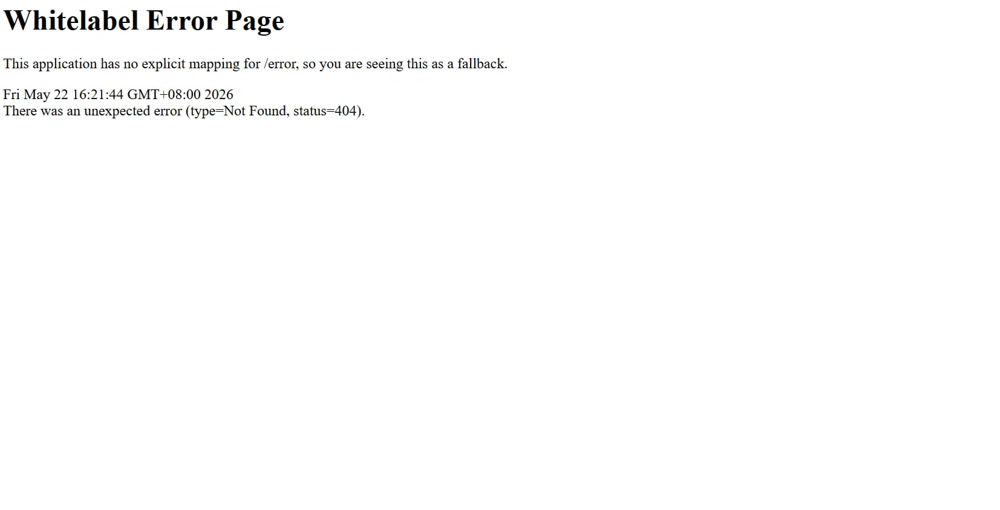 Whitelabel Error Page
This application has no explicit mapping for /error, so you are seeing this as a fallback.
Fri May 22 16:21:44 GMT+08:00 2026
There was an unexpected error (type=Not Found, status=404).